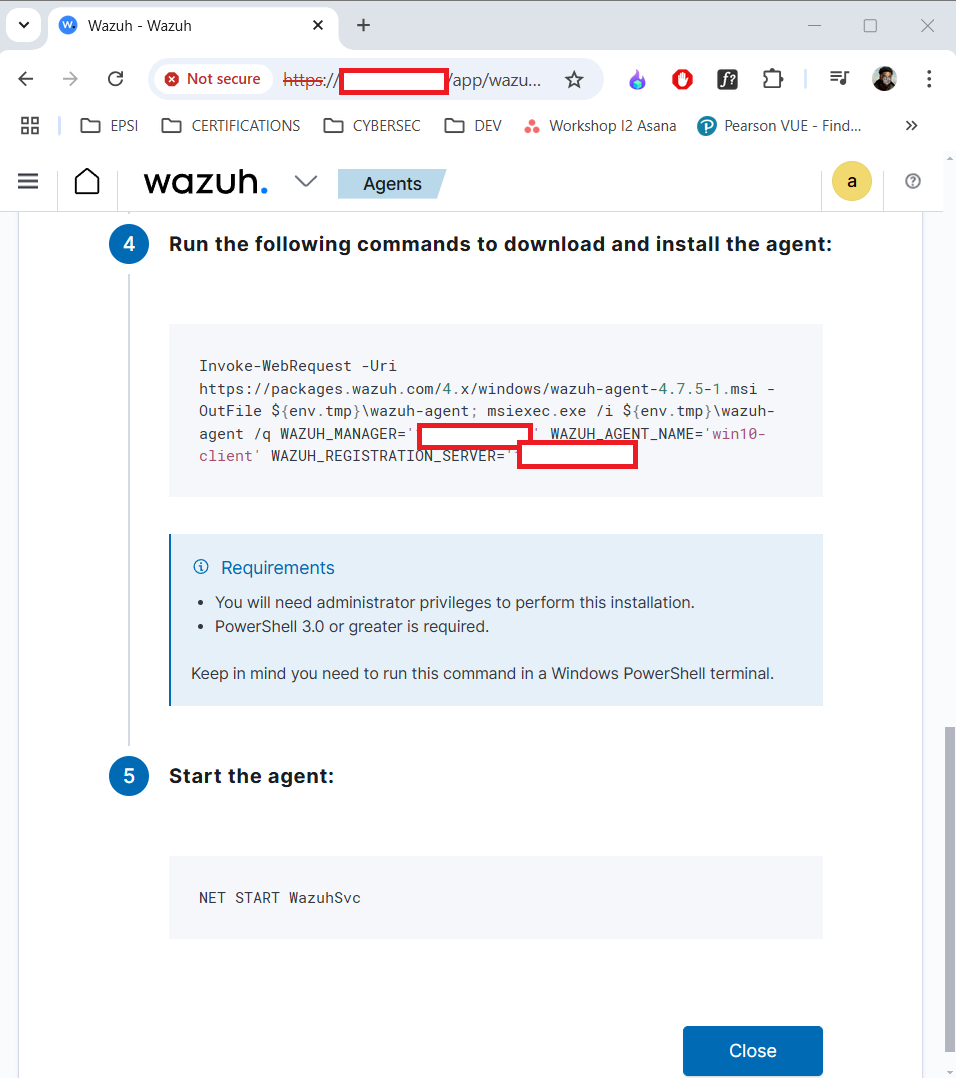 Wazuh - Wazuh
Not secure https:// /app/wazu...
EPSI CERTIFICATIONS CYBERSEC DEV Workshop I2 Asana Pearson VUE - Find...
wazuh. Agents a
4 Run the following commands to download and install the agent:
Invoke-WebRequest -Uri
https://packages.wazuh.com/4.x/windows/wazuh-agent-4.7.5-1.msi -
OutFile ${env.tmp}\wazuh-agent; msiexec.exe /i ${env.tmp}\wazuh-
agent /q WAZUH_MANAGER=' ' WAZUH_AGENT_NAME='win10-
client' WAZUH_REGISTRATION_SERVER='
Requirements
• You will need administrator privileges to perform this installation.
• PowerShell 3.0 or greater is required.
Keep in mind you need to run this command in a Windows PowerShell terminal.
5 Start the agent:
NET START WazuhSvc
Close